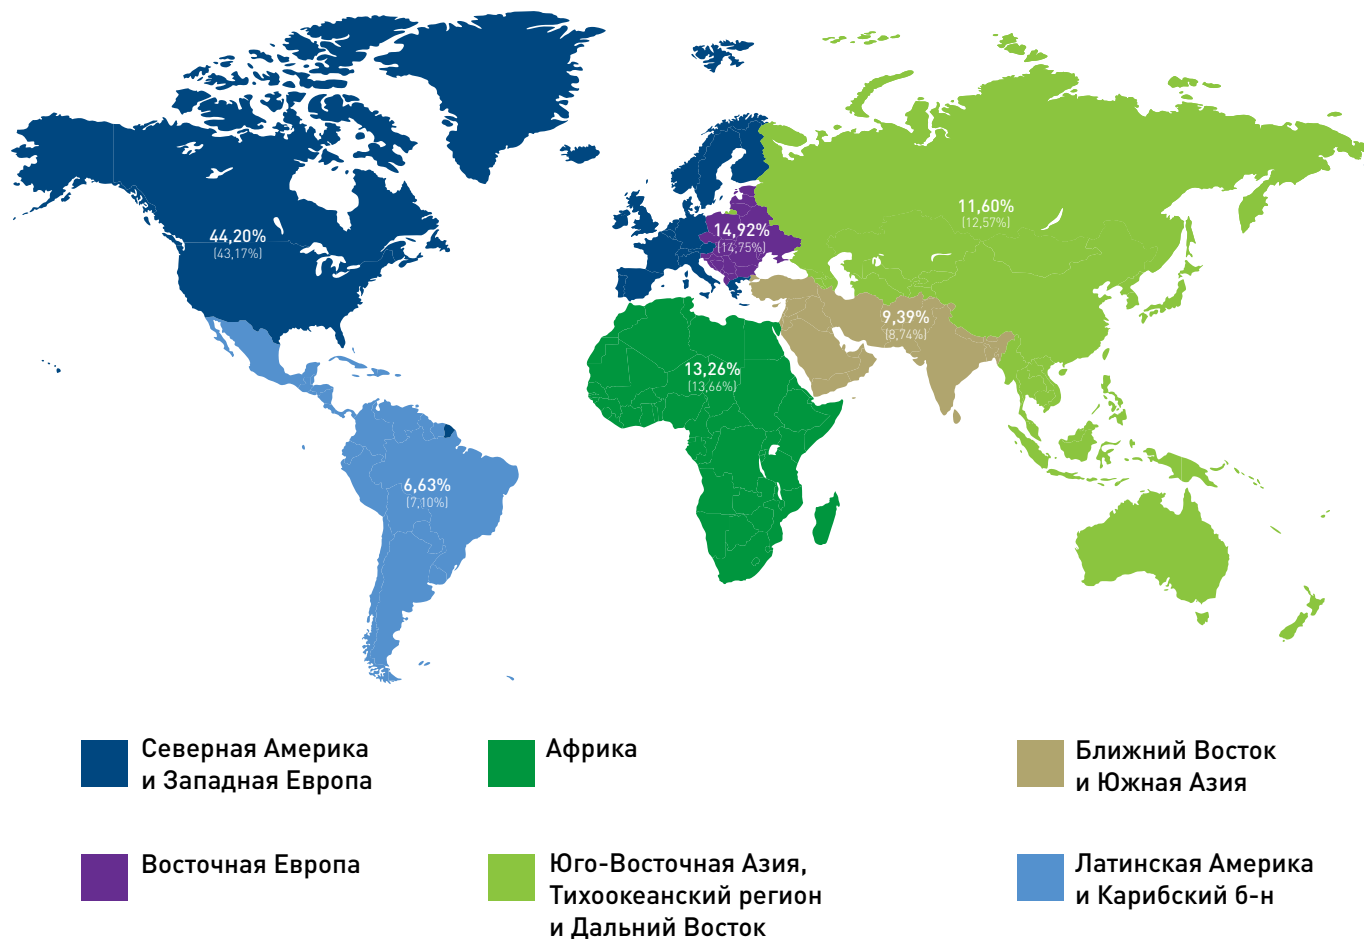 11,60%
(12,57%)
44,20%
(43,17%)
14,92%
(14,75%)
9,39%
(8,74%)
13,26%
(13,66%)
6,63%
(7,10%)
Северная Америка
и Западная Европа
Африка
Ближний Восток
и Южная Азия
Восточная Европа
Юго-Восточная Азия,
Тихоокеанский регион
и Дальний Восток
Латинская Америка
и Карибский б-н